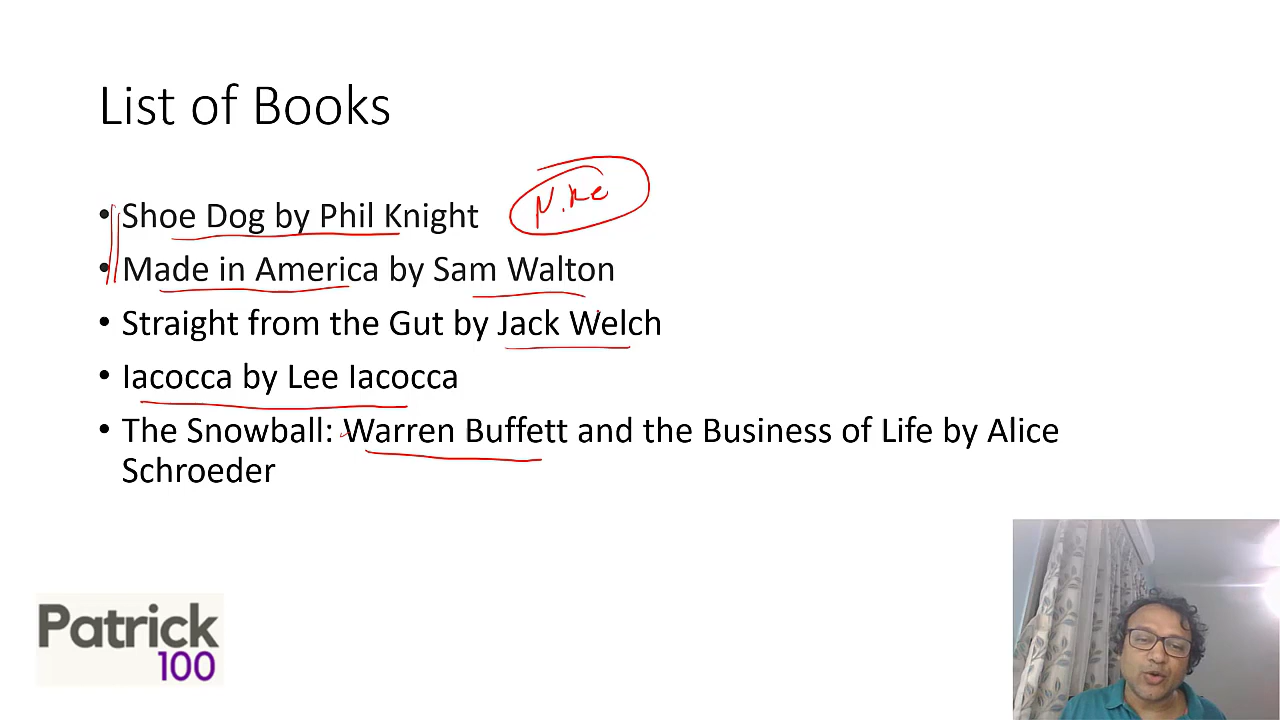 List of Books
Nike
• Shoe Dog by Phil Knight
• Made in America by Sam Walton
• Straight from the Gut by Jack Welch
• Iacocca by Lee Iacocca
• The Snowball: Warren Buffett and the Business of Life by Alice
Schroeder
Patrick
100